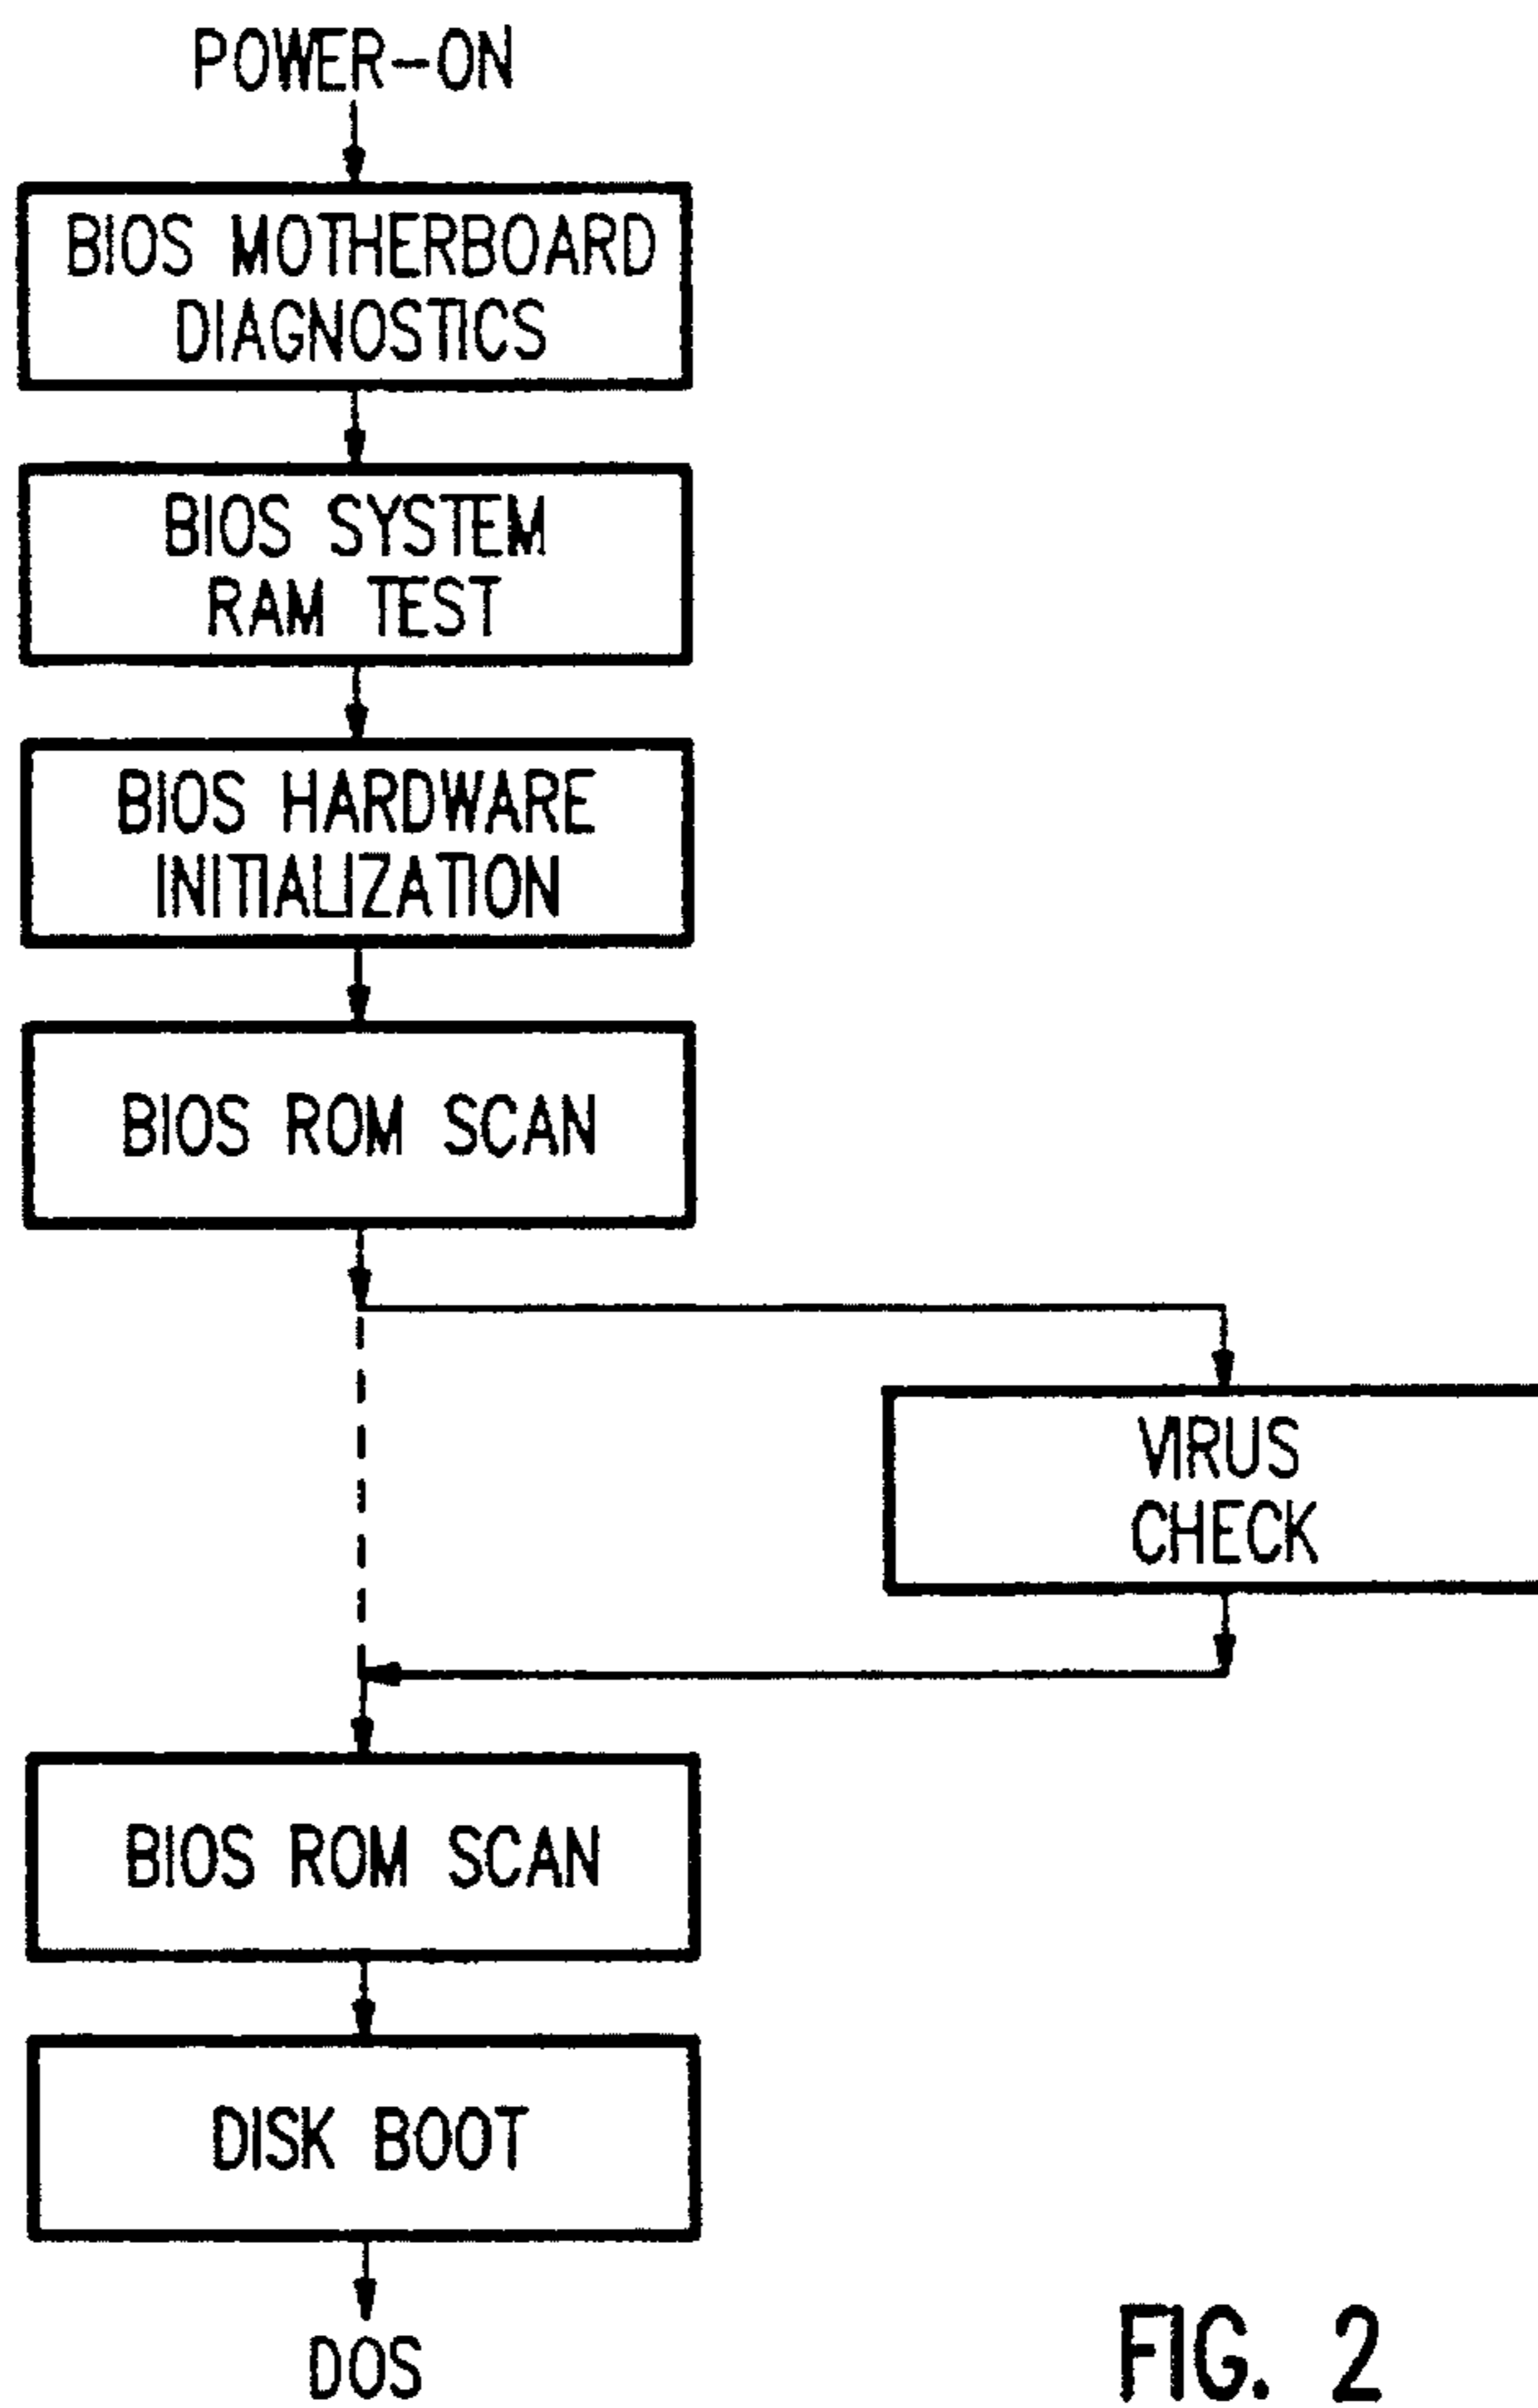 POWER-ON
BIOS MOTHERBOARD
DIAGNOSTICS
BIOS SYSTEM
RAM TEST
BIOS HARDWARE
INITIALIZATION
BIOS ROM SCAN
VIRUS
CHECK
BIOS ROM SCAN
DISK BOOT
DOS
FIG. 2